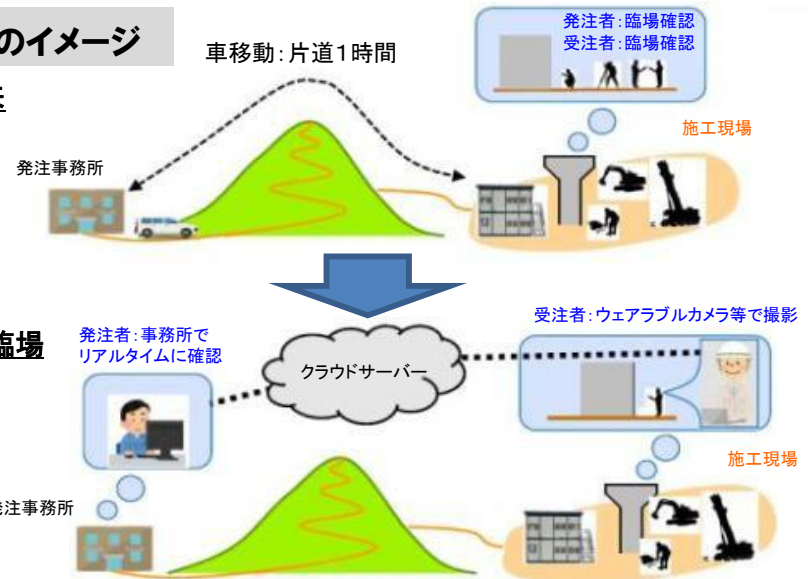 のイメージ
車移動：片道1時間
発注者：臨場確認
受注者：臨場確認
施工現場
発注事務所
臨場
発注者：事務所で
リアルタイムに確認
クラウドサーバー
受注者：ウェアラブルカメラ等で撮影
施工現場
発注事務所